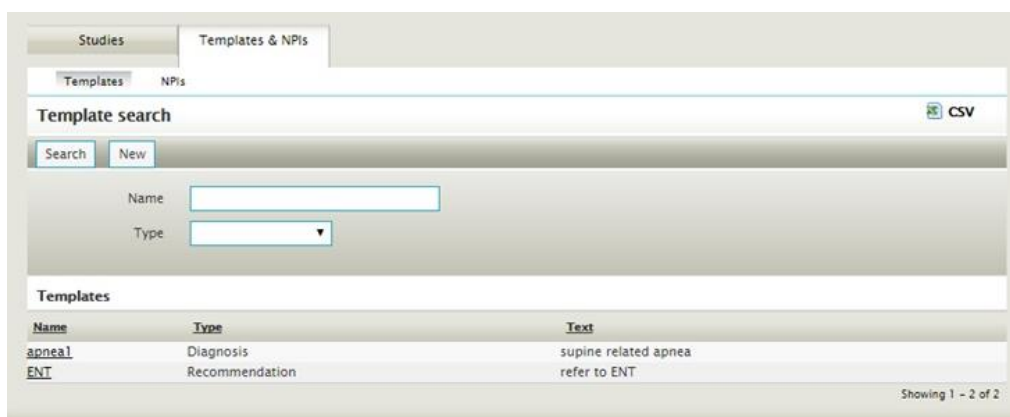 Studies Templates & NPIs
Templates NPIs
Template search CSV
Search New
Name
Type
Templates
Name Type Text
apnea1 Diagnosis supine related apnea
ENT Recommendation refer to ENT
Showing 1 - 2 of 2